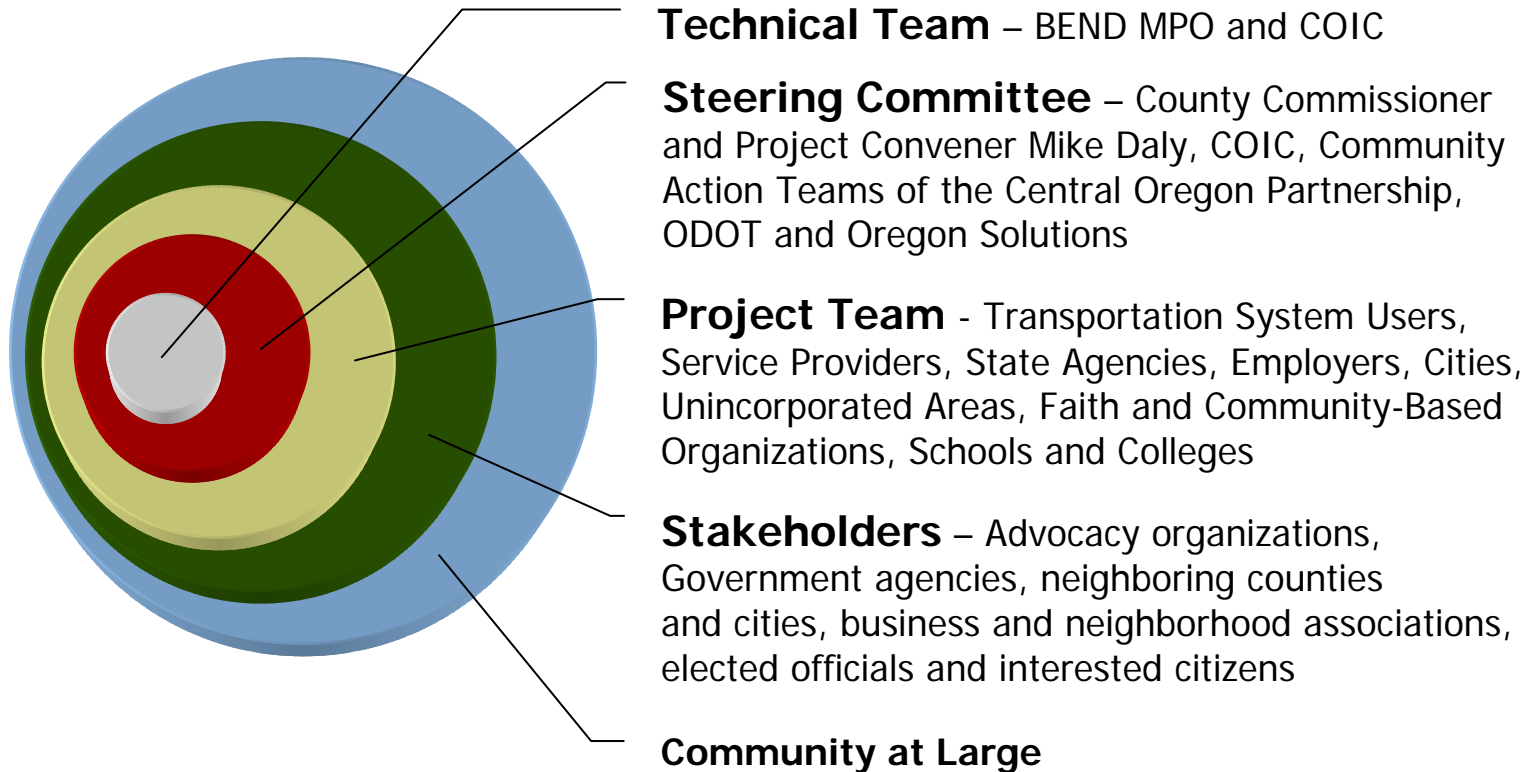 Technical Team – BEND MPO and COIC
Steering Committee – County Commissioner
and Project Convener Mike Daly, COIC, Community
Action Teams of the Central Oregon Partnership,
ODOT and Oregon Solutions
Project Team - Transportation System Users,
Service Providers, State Agencies, Employers, Cities,
Unincorporated Areas, Faith and Community-Based
Organizations, Schools and Colleges
Stakeholders – Advocacy organizations,
Government agencies, neighboring counties
and cities, business and neighborhood associations,
elected officials and interested citizens
Community at Large